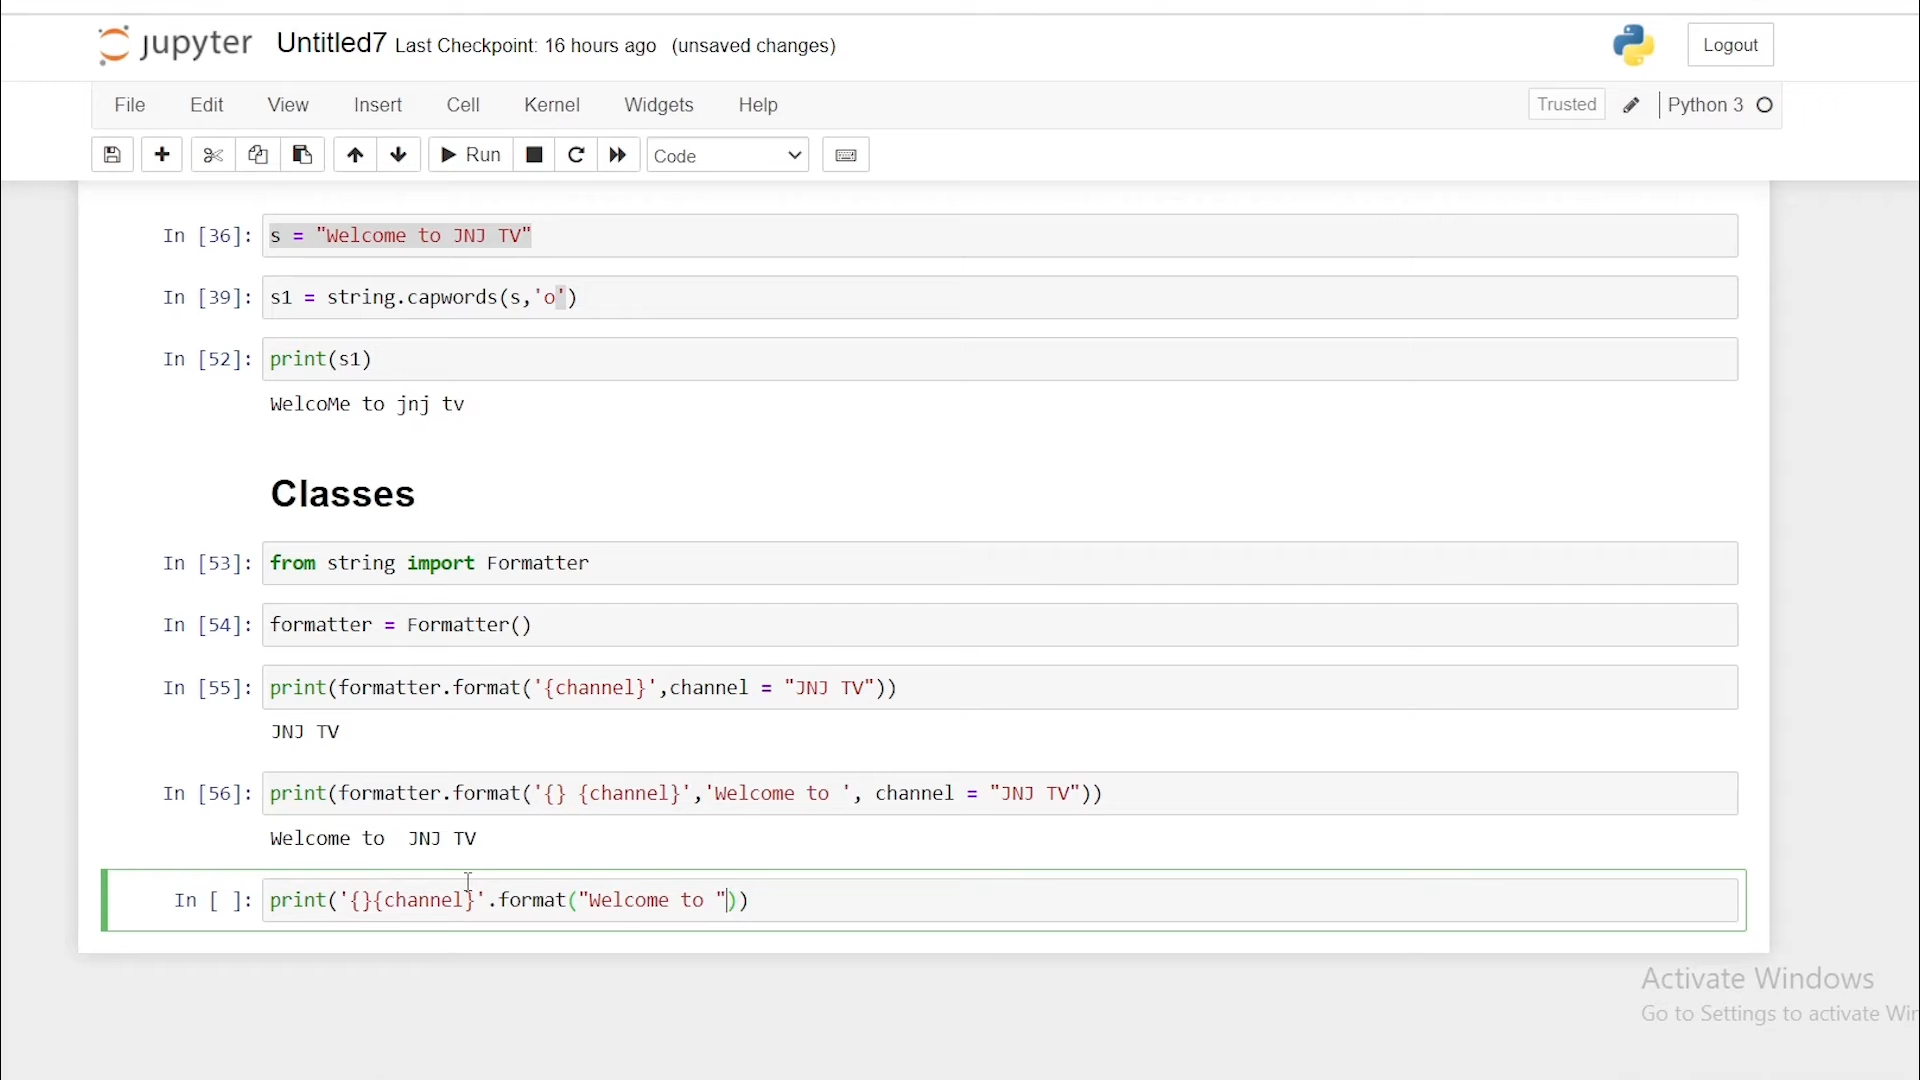 jupyter Untitled7 Last Checkpoint: 16 hours ago (unsaved changes) Logout
File Edit View Insert Cell Kernel Widgets Help Trusted Python 3
Run Code
In [36]: s = "Welcome to JNJ TV"
In [39]: s1 = string.capwords(s,'o')
In [52]: print(s1)
WelcoMe to jnj tv
Classes
In [53]: from string import Formatter
In [54]: formatter = Formatter()
In [55]: print(formatter.format('{channel}',channel = "JNJ TV"))
JNJ TV
In [56]: print(formatter.format('{} {channel}','Welcome to ', channel = "JNJ TV"))
Welcome to  JNJ TV
In [ ]: print('{}{channel}'.format("Welcome to "))
Activate Windows
Go to Settings to activate Wi